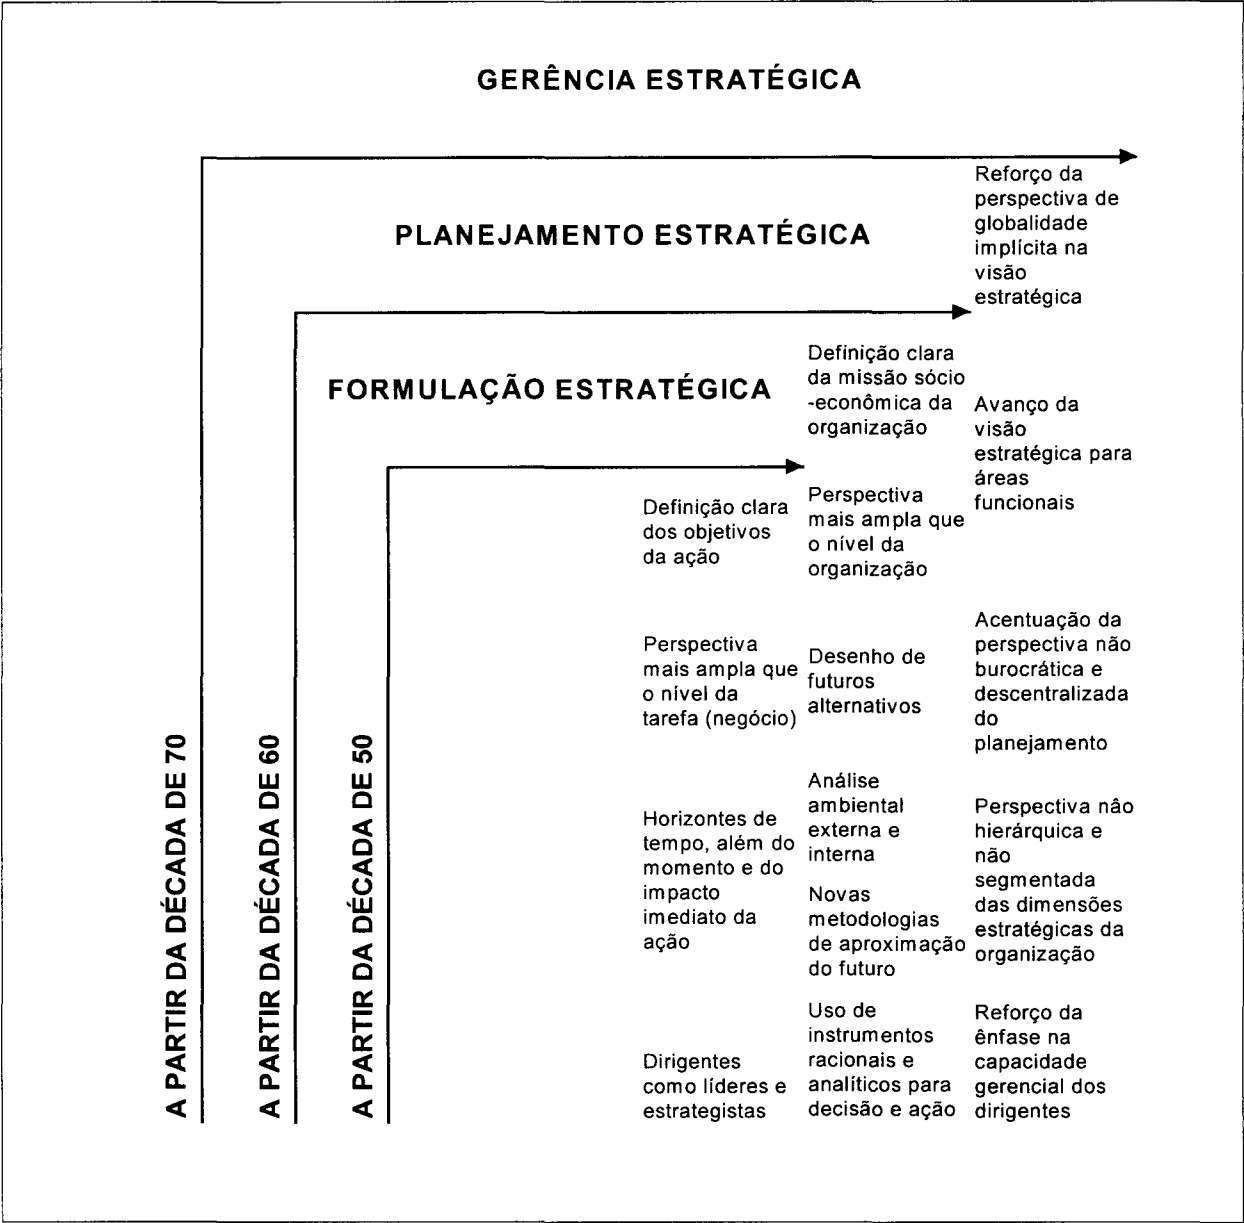 GERÊNCIA ESTRATÉGICA
PLANEJAMENTO ESTRATÉGICA
FORMULAÇÃO ESTRATÉGICA
A PARTIR DA DÉCADA DE 70
A PARTIR DA DÉCADA DE 60
A PARTIR DA DÉCADA DE 50
Definição clara
dos objetivos
da ação
Perspectiva
mais ampla que
o nível da
tarefa (negócio)
Horizontes de
tempo, além do
momento e do
impacto
imediato da
ação
Dirigentes
como líderes e
estrategistas
Definição clara
da missão sócio
-econômica da
organização
Perspectiva
mais ampla que
o nível da
organização
Desenho de
futuros
alternativos
Análise
ambiental
externa e
interna
Novas
metodologias
de aproximação
do futuro
Uso de
instrumentos
racionais e
analíticos para
decisão e ação
Reforço da
perspectiva de
globalidade
implícita na
visão
estratégica
Avanço da
visão
estratégica para
áreas
funcionais
Acentuação da
perspectiva não
burocrática e
descentralizada
do
planejamento
Perspectiva nâo
hierárquica e
não
segmentada
das dimensões
estratégicas da
organização
Reforço da
ênfase na
capacidade
gerencial dos
dirigentes